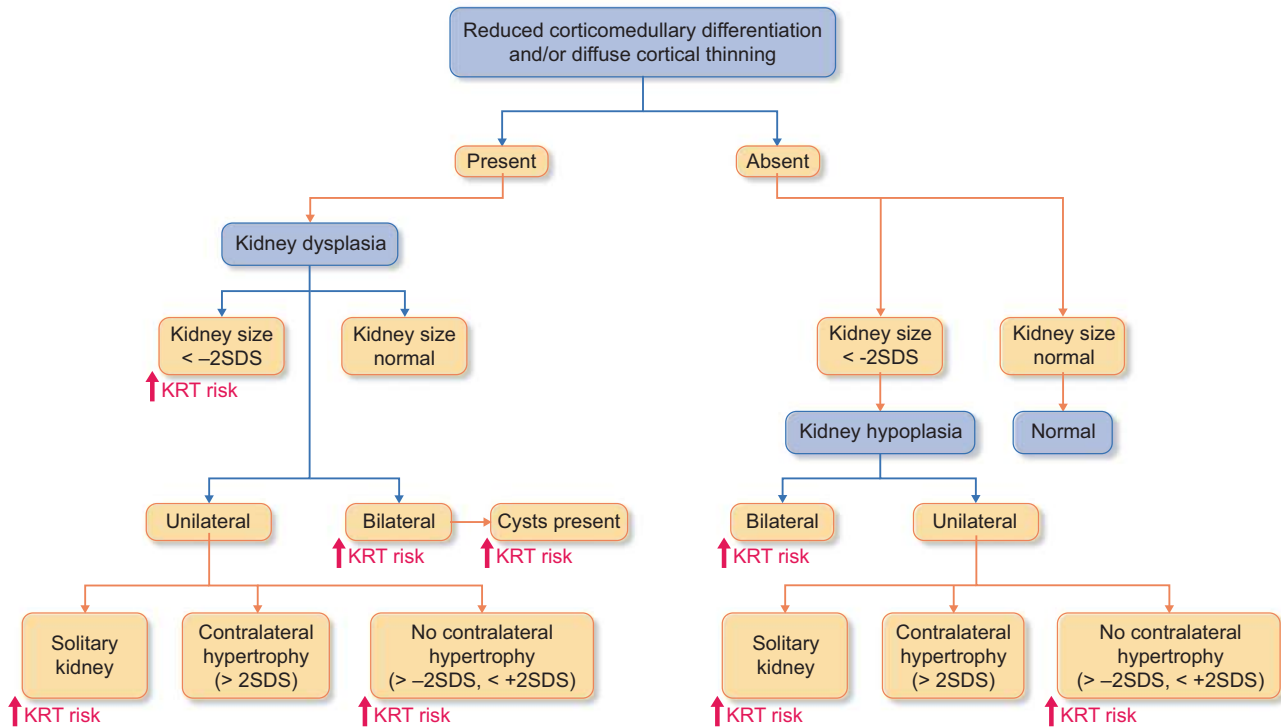 Reduced corticomedullary differentiation
and/or diffuse cortical thinning
Present
Absent
Kidney dysplasia
Kidney size
< –2SDS
KRT risk
Kidney size
normal
Kidney size
< -2SDS
Kidney size
normal
Kidney hypoplasia
Normal
Unilateral
Bilateral
KRT risk
Cysts present
KRT risk
Bilateral
KRT risk
Unilateral
Solitary
kidney
KRT risk
Contralateral
hypertrophy
(> 2SDS)
No contralateral
hypertrophy
(> –2SDS, < +2SDS)
KRT risk
Solitary
kidney
KRT risk
Contralateral
hypertrophy
(> 2SDS)
No contralateral
hypertrophy
(> –2SDS, < +2SDS)
KRT risk